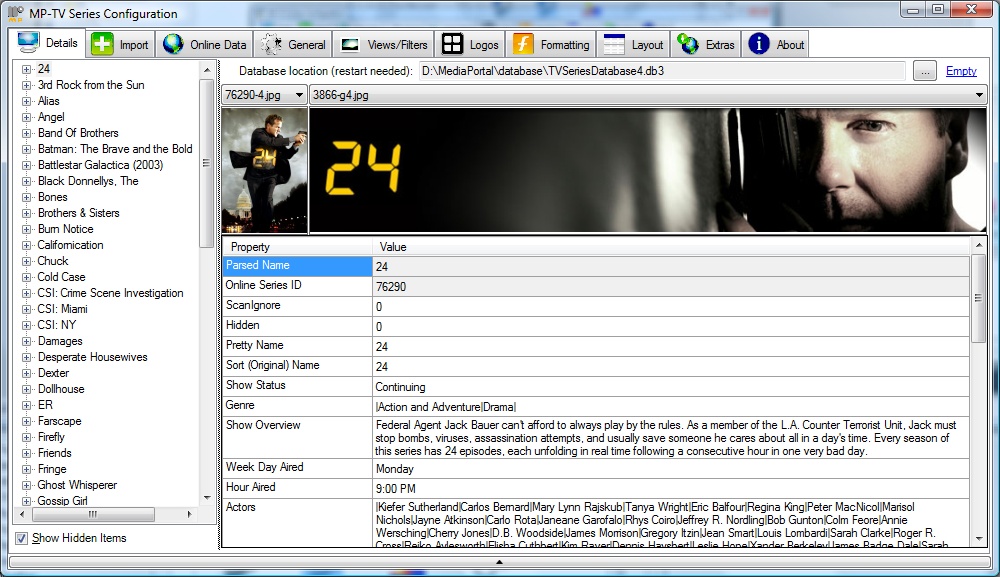 MP-TV Series Configuration
Details Import Online Data General Views/Filters Logos Formatting Layout Extras About
Database location (restart needed): D:\MediaPortal\database\TVSeriesDatabase4.db3 ... Empty
76290-4.jpg 3866-g4.jpg
24
3rd Rock from the Sun
Alias
Angel
Band Of Brothers
Batman: The Brave and the Bold
Battlestar Galactica (2003)
Black Donnellys, The
Bones
Brothers & Sisters
Burn Notice
Californication
Chuck
Cold Case
CSI: Crime Scene Investigation
CSI: Miami
CSI: NY
Damages
Desperate Housewives
Dexter
Dollhouse
ER
Farscape
Firefly
Friends
Fringe
Ghost Whisperer
Gossip Girl
Show Hidden Items
24
24
Property Value
Parsed Name 24
Online Series ID 76290
ScanIgnore 0
Hidden 0
Pretty Name 24
Sort (Original) Name 24
Show Status Continuing
Genre |Action and Adventure|Drama|
Show Overview Federal Agent Jack Bauer can't afford to always play by the rules. As a member of the L.A. Counter Terrorist Unit, Jack must
stop bombs, viruses, assassination attempts, and usually save someone he cares about all in a day's time. Every season of
this series has 24 episodes, each unfolding in real time following a consecutive hour in one very bad day.
Week Day Aired Monday
Hour Aired 9:00 PM
Actors |Kiefer Sutherland|Carlos Bernard|Mary Lynn Rajskub|Tanya Wright|Eric Balfour|Regina King|Peter MacNicol|Marisol
Nichols|Jayne Atkinson|Carlo Rota|Janeane Garofalo|Rhys Coiro|Jeffrey R. Nordling|Bob Gunton|Colm Feore|Annie
Wersching|Cherry Jones|D.B. Woodside|James Morrison|Gregory Itzin|Jean Smart|Louis Lombardi|Sarah Clarke|Roger R.
Cross|Reiko Aylesworth|Elisha Cuthbert|Kim Raver|Dennis Haysbert|Leslie Hope|Xander Berkeley|James Badge Dale|Sarah